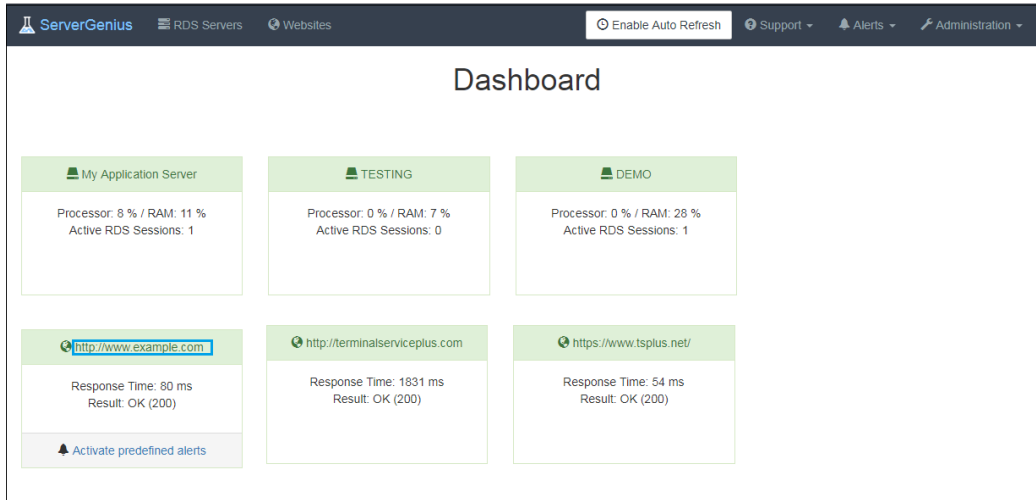 ServerGenius RDS Servers Websites Enable Auto Refresh Support Alerts Administration
Dashboard
My Application Server
Processor: 8 % / RAM: 11 %
Active RDS Sessions: 1
TESTING
Processor: 0 % / RAM: 7 %
Active RDS Sessions: 0
DEMO
Processor: 0 % / RAM: 28 %
Active RDS Sessions: 1
http://www.example.com
Response Time: 80 ms
Result: OK (200)
Activate predefined alerts
http://terminalserviceplus.com
Response Time: 1831 ms
Result: OK (200)
https://www.tsplus.net/
Response Time: 54 ms
Result: OK (200)